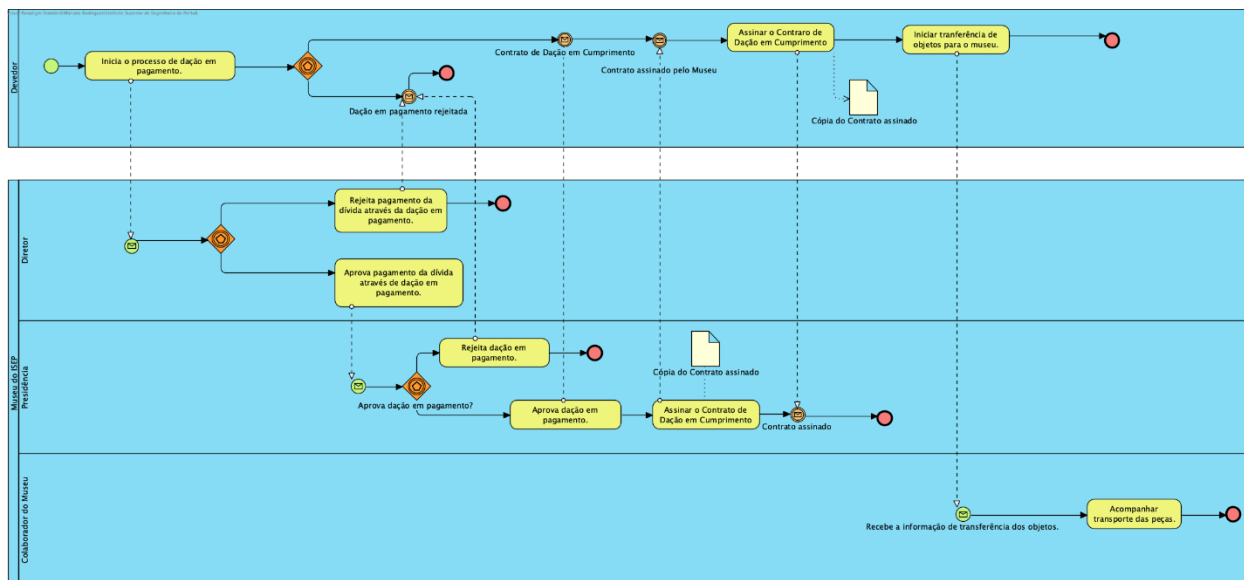 Devedor
Inicia o processo de dação em
pagamento.
Dação em pagamento rejeitada
Contrato de Dação em Cumprimento
Contrato assinado pelo Museu
Assinar o Contraro de
Dação em Cumprimento
Cópia do Contrato assinado
Iniciar tranferência de
objetos para o museu.
Museu do ISEP
Diretor
Rejeita pagamento da
dívida através da dação em
pagamento.
Aprova pagamento da dívida
através de dação em
pagamento.
Presidência
Aprova dação em pagamento?
Rejeita dação em
pagamento.
Aprova dação em
pagamento.
Cópia do Contrato assinado
Assinar o Contrato de
Dação em Cumprimento
Contrato assinado
Colaborador do Museu
Recebe a informação de transferência dos objetos.
Acompanhar
transporte das peças.